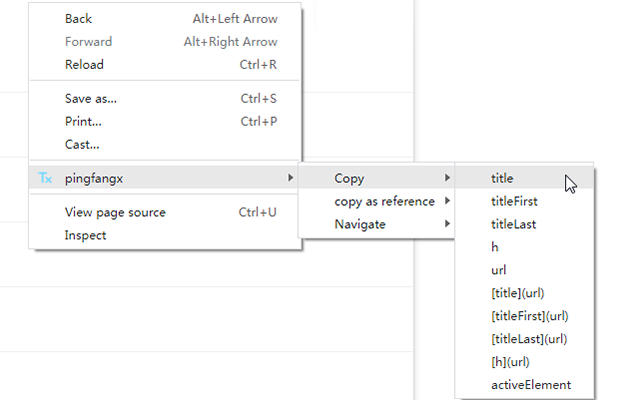 Back Alt+Left Arrow
Forward Alt+Right Arrow
Reload Ctrl+R
Save as... Ctrl+S
Print... Ctrl+P
Cast...
Tx pingfangx
View page source Ctrl+U
Inspect
Copy
copy as reference
Navigate
title
titleFirst
titleLast
h
url
[title](url)
[titleFirst](url)
[titleLast](url)
[h](url)
activeElement